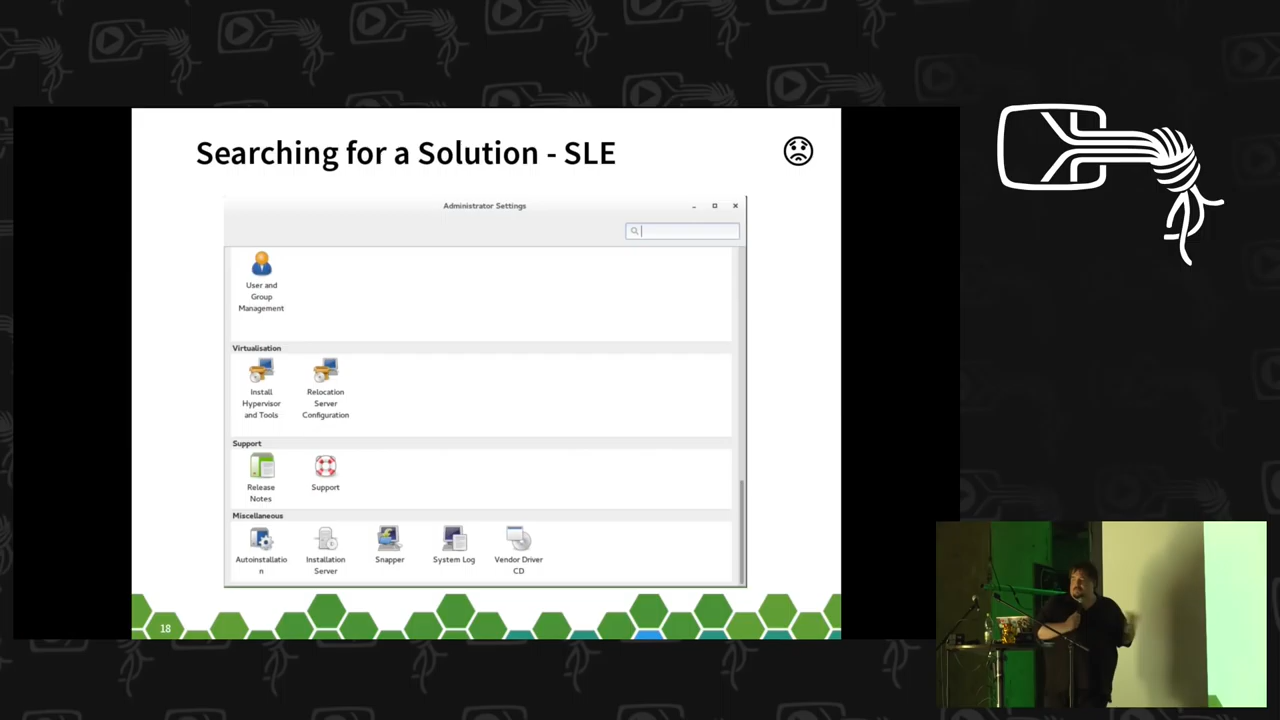 Searching for a Solution - SLE
Administrator Settings
User and
Group
Management
Virtualisation
Install
Hypervisor
and Tools
Relocation
Server
Configuration
Support
Release
Notes
Support
Miscellaneous
Autoinstallatio
n
Installation
Server
Snapper
System Log
Vendor Driver
CD
18